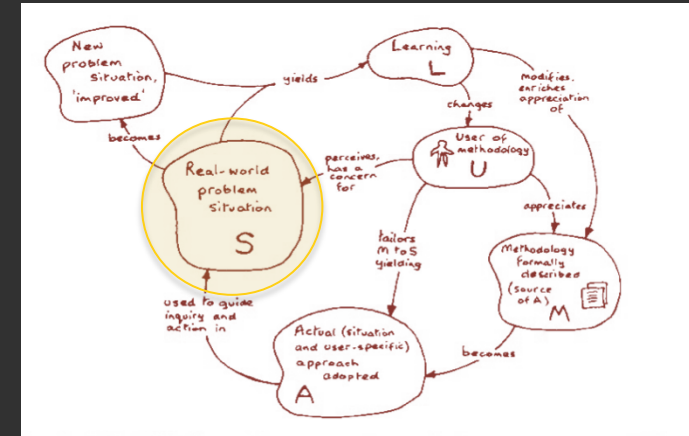 New
problem
situation,
'improved'
becomes
yields
Learning
L
changes
modifies,
enriches
appreciation
of
User of
methodology
U
perceives,
has a
concern
for
Real-world
problem
situation
S
appreciates
tailors
M to S
yielding
Methodology
formally
described
(source
of A)
M
used to guide
inquiry and
action in
Actual (situation
and user-specific)
approach
adopted
A
becomes